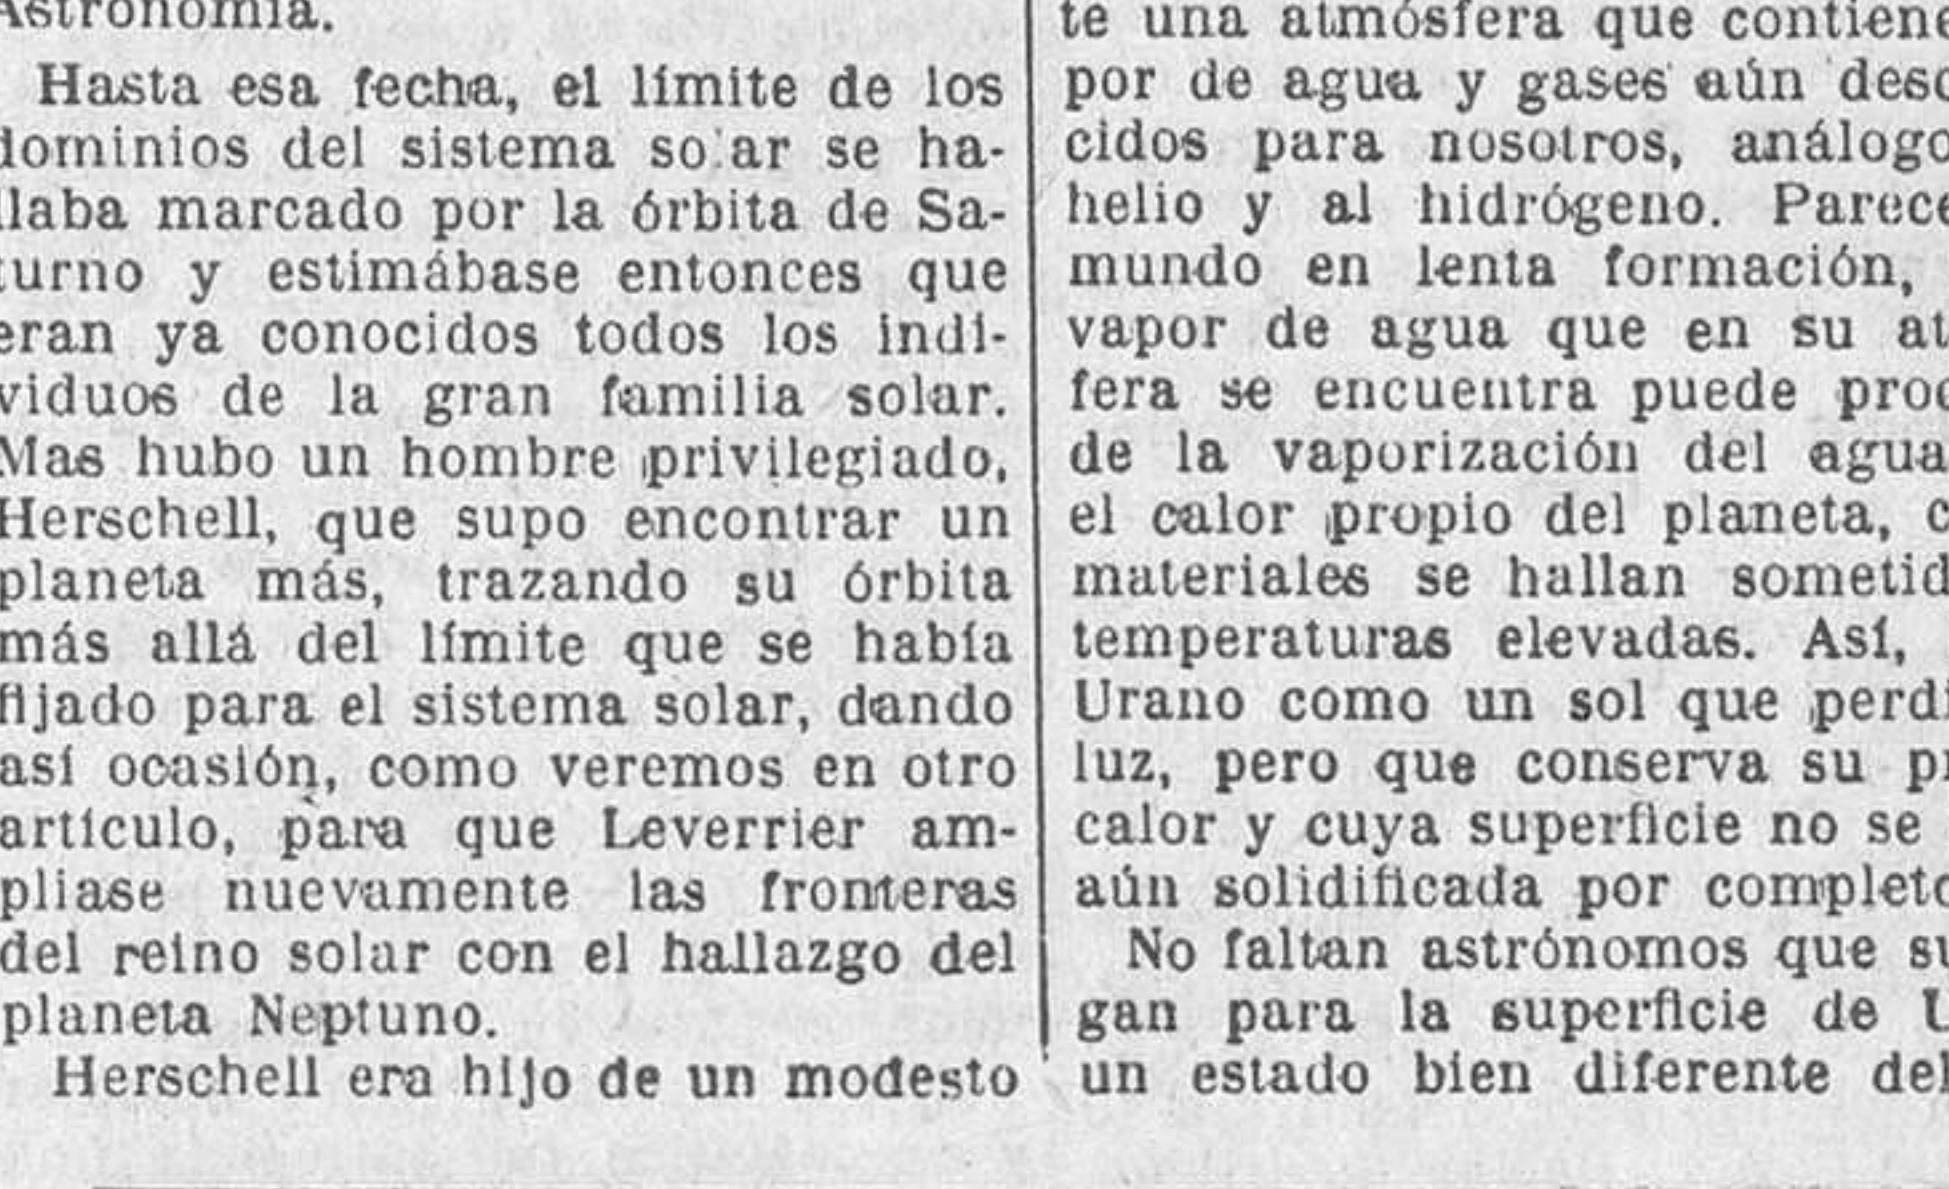 Astronomía.
Hasta esa fecha, el límite de los
dominios del sistema solar se ha-
llaba marcado por la órbita de Sa-
turno y estimábase entonces que
eran ya conocidos todos los indi-
viduos de la gran familia solar.
Mas hubo un hombre privilegiado,
Herschell, que supo encontrar un
planeta más, trazando su órbita
más allá del límite que se había
fijado para el sistema solar, dando
así ocasión, como veremos en otro
artículo, para que Leverrier am-
pliase nuevamente las fronteras
del reino solar con el hallazgo del
planeta Neptuno.
Herschell era hijo de un modesto
te una atmósfera que contiene
por de agua y gases aún desc
cidos para nosotros, análogo
helio y al hidrógeno. Parece
mundo en lenta formación,
vapor de agua que en su at
fera se encuentra puede proc
de la vaporización del agua
el calor propio del planeta, c
materiales se hallan sometid
temperaturas elevadas. Así,
Urano como un sol que perdi
luz, pero que conserva su pr
calor y cuya superficie no se
aún solidificada por completo
No faltan astrónomos que su
gan para la superficie de U
un estado bien diferente del